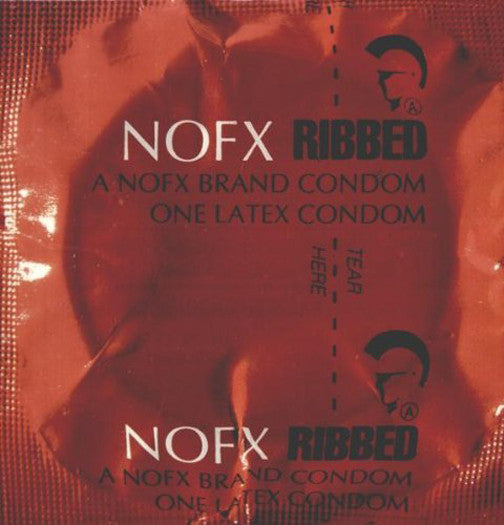 Ⓐ
NOFX RIBBED
A NOFX BRAND CONDOM
ONE LATEX CONDOM
TEAR
HERE
Ⓐ
NOFX RIBBED
A NOFX BRAND CONDOM
ONE LATEX CONDOM